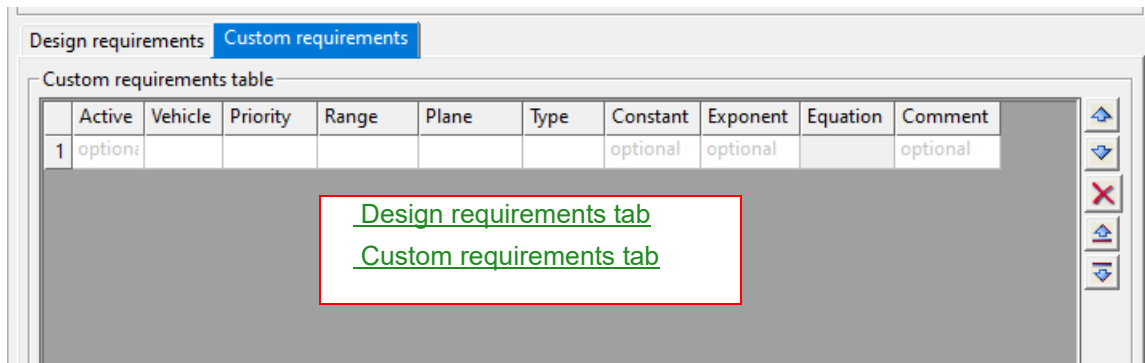 Design requirements Custom requirements
Custom requirements table
Active Vehicle Priority Range Plane Type Constant Exponent Equation Comment
1 optiona optional optional optional
Design requirements tab
Custom requirements tab